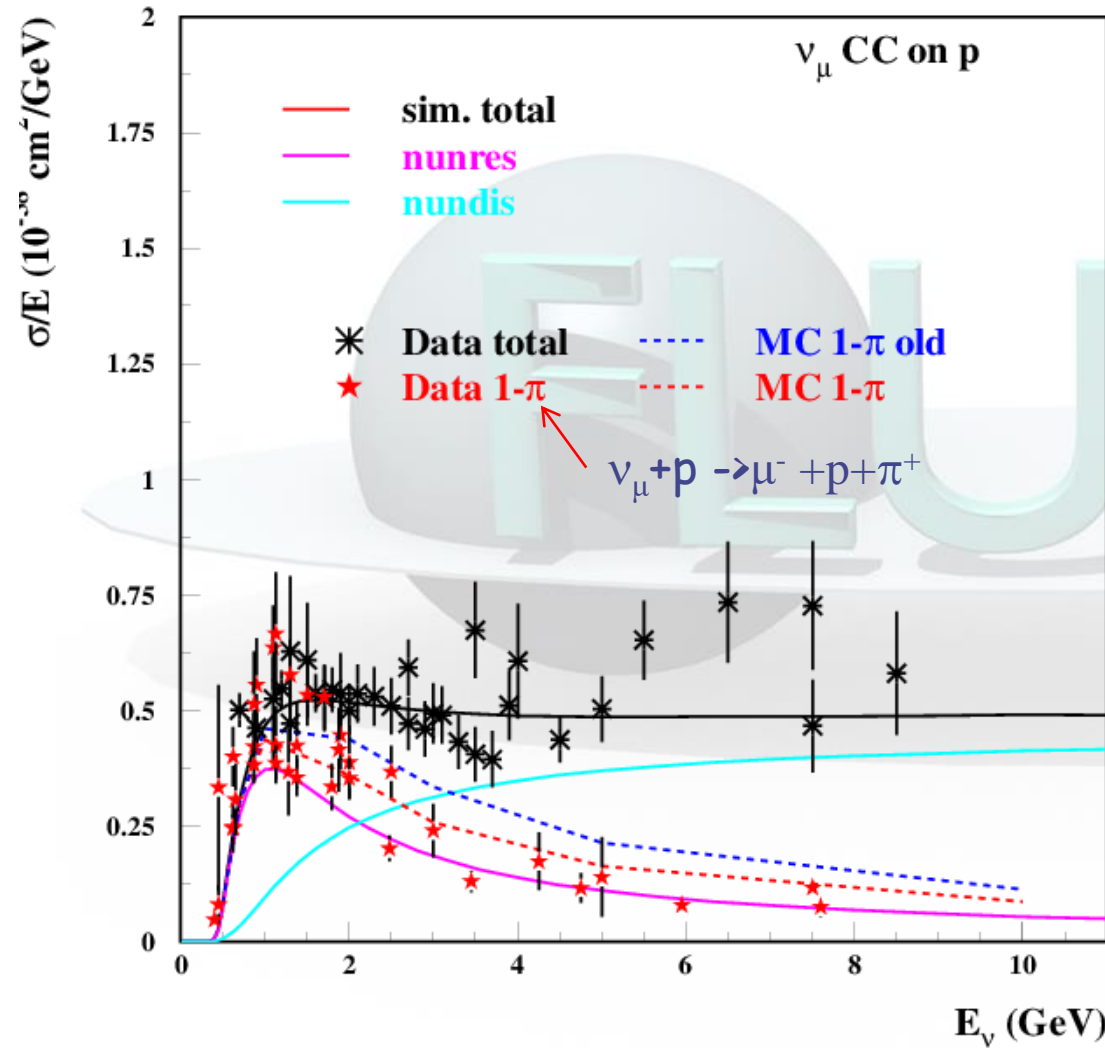 2
ν_μ CC on p
σ/E (10⁻³⁸ cm²/GeV)
sim. total
1.75
nunres
nundis
1.5
FLU
Data total
MC 1-π old
1.25
Data 1-π
MC 1-π
ν_μ+p ->μ⁻ +p+π⁺
1
0.75
0.5
0.25
0
0 2 4 6 8 10
E_ν (GeV)